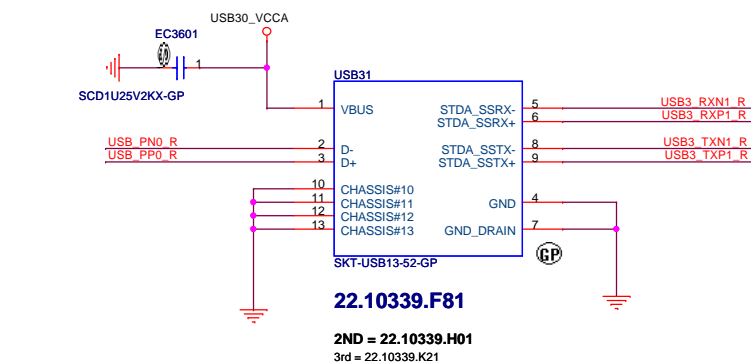 USB30_VCCA
EC3601
1
SCD1U25V2KX-GP
USB31
1 VBUS STDA_SSRX- 5 USB3_RXN1_R
STDA_SSRX+ 6 USB3_RXP1_R
USB_PN0_R 2 D- STDA_SSTX- 8 USB3_TXN1_R
USB_PP0_R 3 D+ STDA_SSTX+ 9 USB3_TXP1_R
10 CHASSIS#10
11 CHASSIS#11 GND 4
12 CHASSIS#12
13 CHASSIS#13 GND_DRAIN 7
GP
SKT-USB13-52-GP
22.10339.F81
2ND = 22.10339.H01
3rd = 22.10339.K21